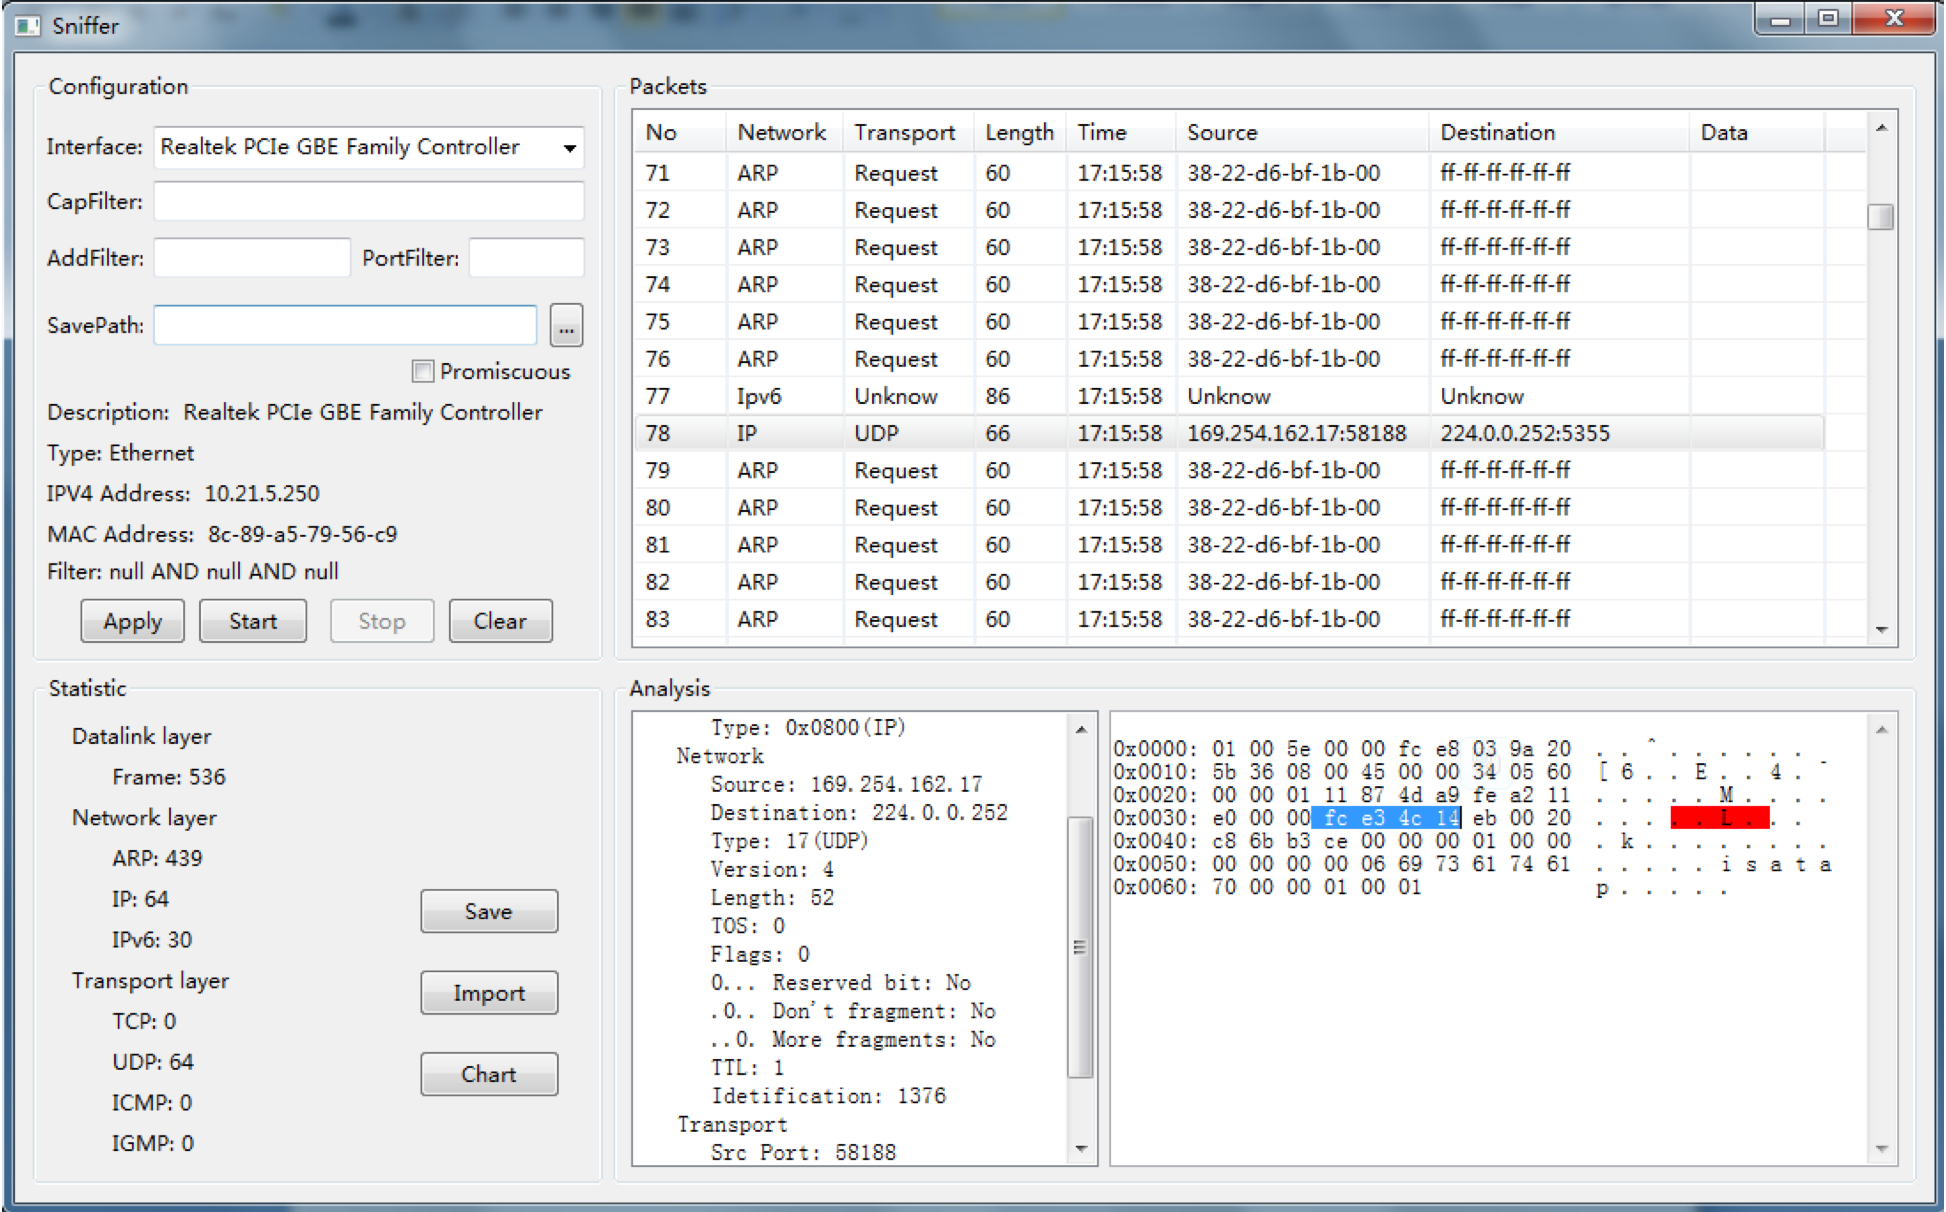 Sniffer
Configuration
Interface: Realtek PCIe GBE Family Controller
CapFilter:
AddFilter: PortFilter:
SavePath: ...
Promiscuous
Description: Realtek PCIe GBE Family Controller
Type: Ethernet
IPV4 Address: 10.21.5.250
MAC Address: 8c-89-a5-79-56-c9
Filter: null AND null AND null
Apply Start Stop Clear
Packets
No Network Transport Length Time Source Destination Data
71 ARP Request 60 17:15:58 38-22-d6-bf-1b-00 ff-ff-ff-ff-ff-ff
72 ARP Request 60 17:15:58 38-22-d6-bf-1b-00 ff-ff-ff-ff-ff-ff
73 ARP Request 60 17:15:58 38-22-d6-bf-1b-00 ff-ff-ff-ff-ff-ff
74 ARP Request 60 17:15:58 38-22-d6-bf-1b-00 ff-ff-ff-ff-ff-ff
75 ARP Request 60 17:15:58 38-22-d6-bf-1b-00 ff-ff-ff-ff-ff-ff
76 ARP Request 60 17:15:58 38-22-d6-bf-1b-00 ff-ff-ff-ff-ff-ff
77 Ipv6 Unknow 86 17:15:58 Unknow Unknow
78 IP UDP 66 17:15:58 169.254.162.17:58188 224.0.0.252:5355
79 ARP Request 60 17:15:58 38-22-d6-bf-1b-00 ff-ff-ff-ff-ff-ff
80 ARP Request 60 17:15:58 38-22-d6-bf-1b-00 ff-ff-ff-ff-ff-ff
81 ARP Request 60 17:15:58 38-22-d6-bf-1b-00 ff-ff-ff-ff-ff-ff
82 ARP Request 60 17:15:58 38-22-d6-bf-1b-00 ff-ff-ff-ff-ff-ff
83 ARP Request 60 17:15:58 38-22-d6-bf-1b-00 ff-ff-ff-ff-ff-ff
Statistic
Datalink layer
Frame: 536
Network layer
ARP: 439
IP: 64
IPv6: 30
Transport layer
TCP: 0
UDP: 64
ICMP: 0
IGMP: 0
Save
Import
Chart
Analysis
Type: 0x0800(IP)
Network
Source: 169.254.162.17
Destination: 224.0.0.252
Type: 17(UDP)
Version: 4
Length: 52
TOS: 0
Flags: 0
0... Reserved bit: No
.0.. Don't fragment: No
..0. More fragments: No
TTL: 1
Idetification: 1376
Transport
Src Port: 58188
0x0000: 01 00 5e 00 00 fc e8 03 9a 20 . . ^ . . . . . . .
0x0010: 5b 36 08 00 45 00 00 34 05 60 [ 6 . . E . . 4 . `
0x0020: 00 00 01 11 87 4d a9 fe a2 11 . . . . . M . . . .
0x0030: e0 00 00 fc e3 4c 14 eb 00 20 . . . . . L . . .
0x0040: c8 6b b3 ce 00 00 00 01 00 00 . k . . . . . . . .
0x0050: 00 00 00 00 06 69 73 61 74 61 . . . . . i s a t a
0x0060: 70 00 00 01 00 01 p . . . . .